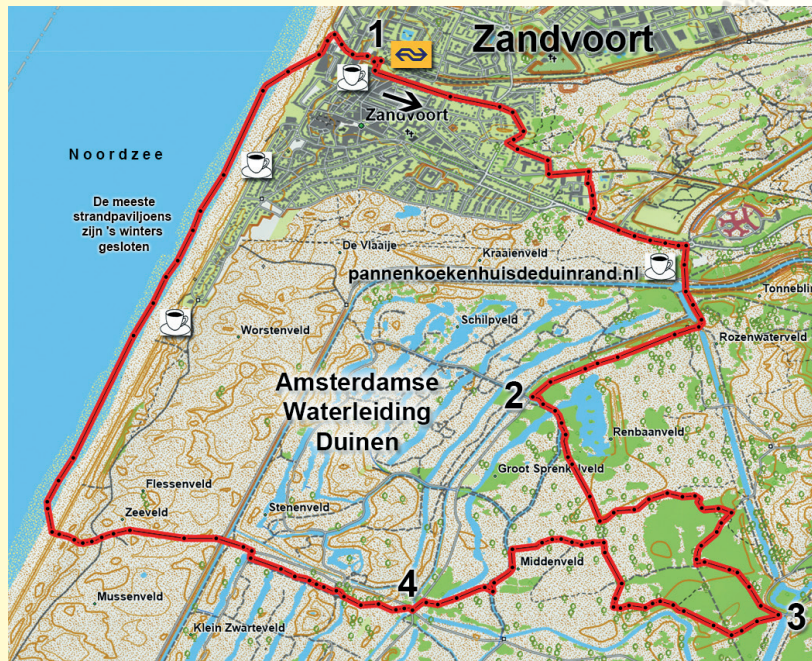 1
Zandvoort
Zandvoort
Noordzee
De meeste
strandpaviljoens
zijn 's winters
gesloten
De Vlaaije
Kraaienveld
pannenkoekenhuisdeduinrand.nl
Schilpveld
Worstenveld
Rozenwaterveld
Amsterdamse
Waterleiding
Duinen
2
Renbaanveld
Groot Sprenkelveld
Flessenveld
Zeeveld
Stenenveld
Middenveld
4
3
Mussenveld
Klein Zwarteveld